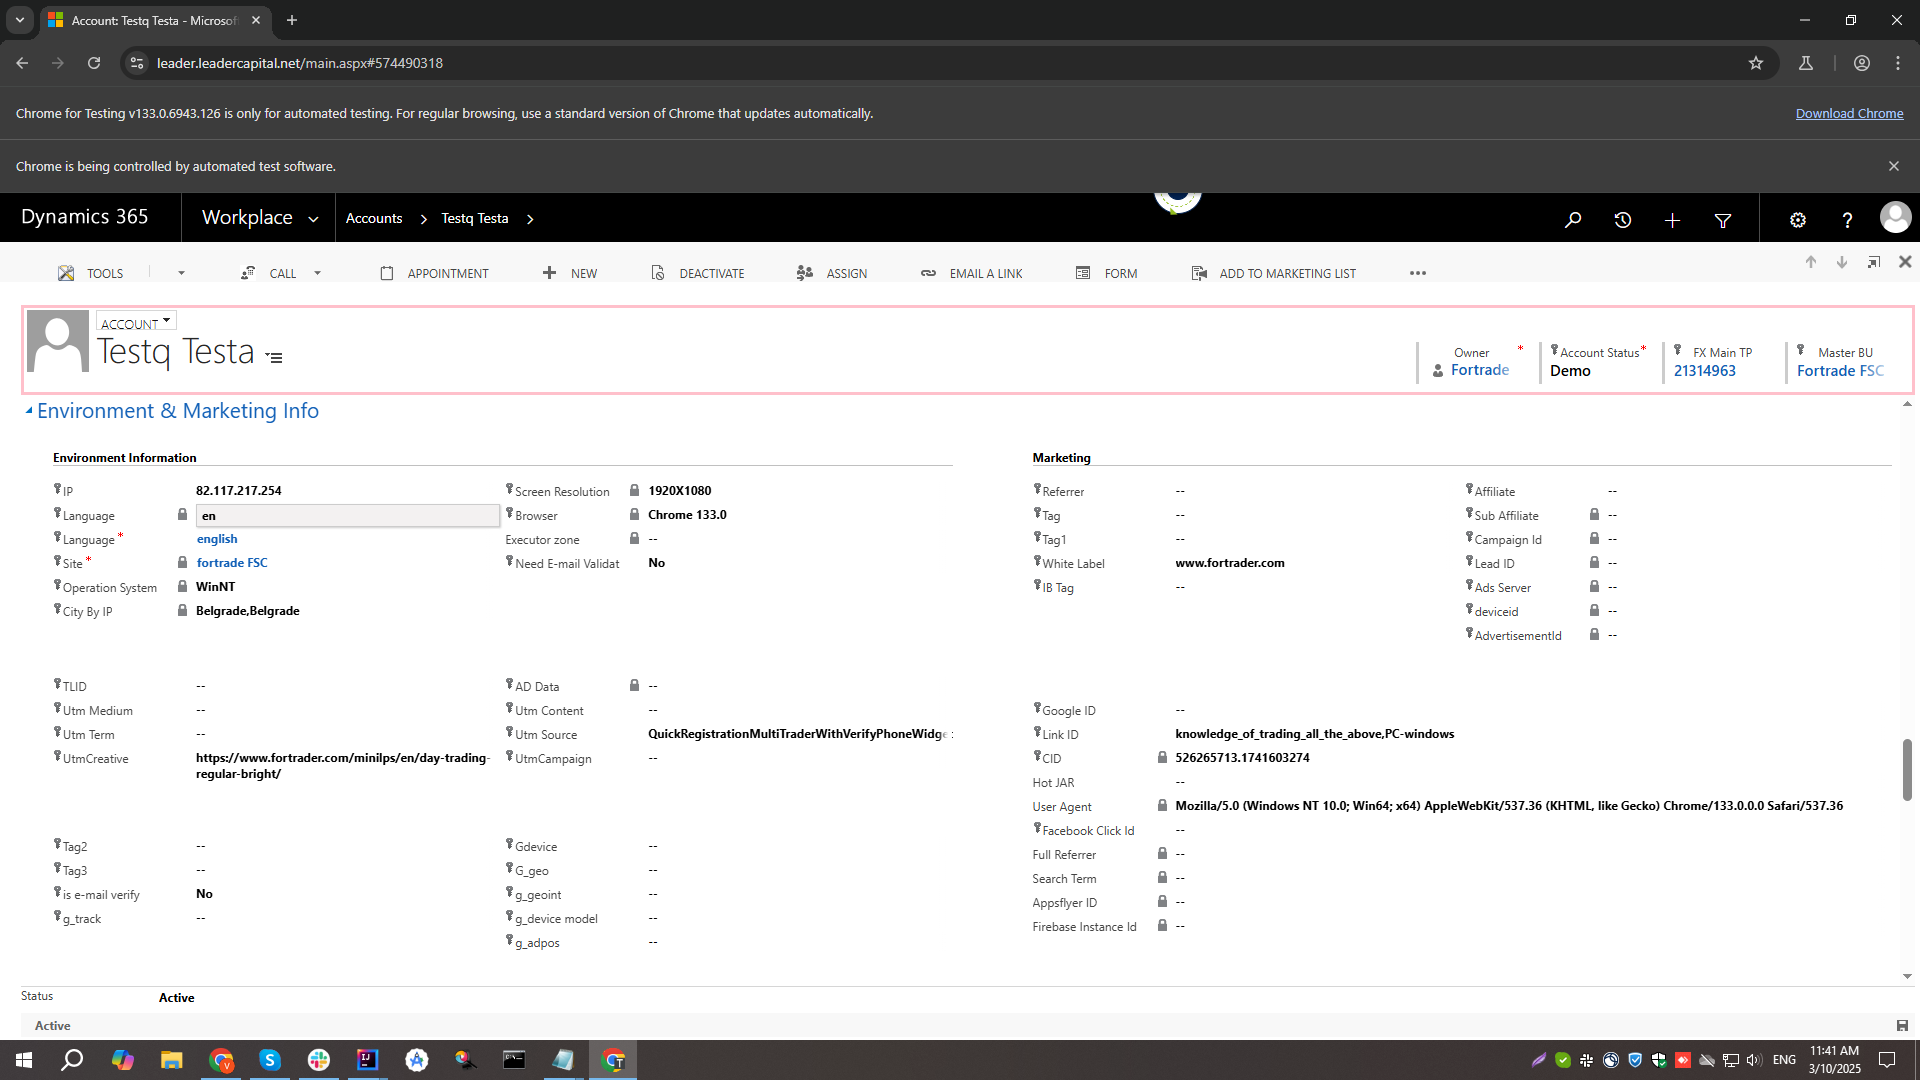 Account: Testq Testa - Microsof
leader.leadercapital.net/main.aspx#574490318
Chrome for Testing v133.0.6943.126 is only for automated testing. For regular browsing, use a standard version of Chrome that updates automatically.
Download Chrome
Chrome is being controlled by automated test software.
Dynamics 365
Workplace
Accounts
Testq Testa
TOOLS
CALL
APPOINTMENT
NEW
DEACTIVATE
ASSIGN
EMAIL A LINK
FORM
ADD TO MARKETING LIST
ACCOUNT
Testq Testa
Owner *
Fortrade
Account Status*
Demo
FX Main TP
21314963
Master BU
Fortrade FSC
Environment & Marketing Info
Environment Information
IP 82.117.217.254
Language en
Language * english
Site * fortrade FSC
Operation System WinNT
City By IP Belgrade,Belgrade
Screen Resolution 1920X1080
Browser Chrome 133.0
Executor zone --
Need E-mail Validat No
TLID --
Utm Medium --
Utm Term --
UtmCreative https://www.fortrader.com/minilps/en/day-trading-
regular-bright/
AD Data --
Utm Content --
Utm Source QuickRegistrationMultiTraderWithVerifyPhoneWidge
UtmCampaign --
Tag2 --
Tag3 --
is e-mail verify No
g_track --
Gdevice --
G_geo --
g_geoint --
g_device model --
g_adpos --
Marketing
Referrer --
Tag --
Tag1 --
White Label www.fortrader.com
IB Tag --
Affiliate --
Sub Affiliate --
Campaign Id --
Lead ID --
Ads Server --
deviceid --
AdvertisementId --
Google ID --
Link ID knowledge_of_trading_all_the_above,PC-windows
CID 526265713.1741603274
Hot JAR --
User Agent Mozilla/5.0 (Windows NT 10.0; Win64; x64) AppleWebKit/537.36 (KHTML, like Gecko) Chrome/133.0.0.0 Safari/537.36
Facebook Click Id --
Full Referrer --
Search Term --
Appsflyer ID --
Firebase Instance Id --
Status Active
Active
ENG
11:41 AM
3/10/2025